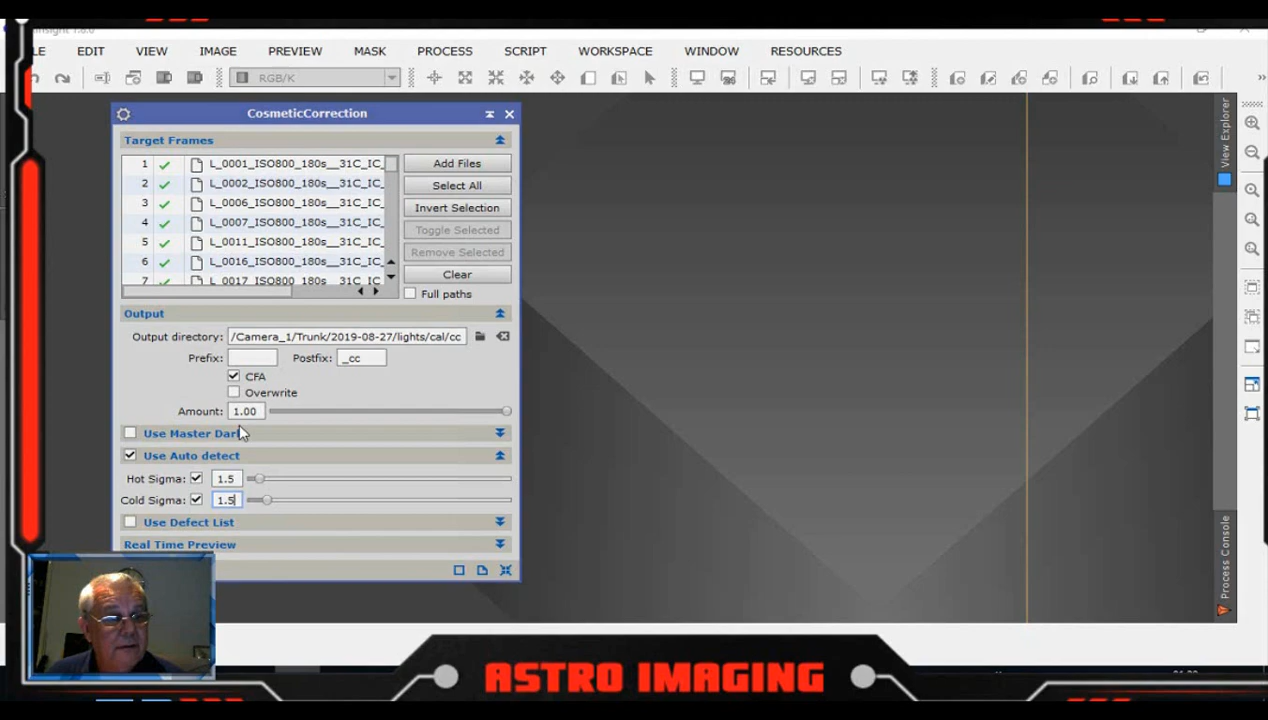 LE EDIT VIEW IMAGE PREVIEW MASK PROCESS SCRIPT WORKSPACE WINDOW RESOURCES
RGB/K
CosmeticCorrection
Target Frames
1 L_0001_ISO800_180s__31C_IC_
2 L_0002_ISO800_180s__31C_IC_
3 L_0006_ISO800_180s__31C_IC_
4 L_0007_ISO800_180s__31C_IC_
5 L_0011_ISO800_180s__31C_IC_
6 L_0016_ISO800_180s__31C_IC_
7 L_0017_ISO800_180s__31C_IC_
Add Files
Select All
Invert Selection
Toggle Selected
Remove Selected
Clear
Full paths
Output
Output directory: /Camera_1/Trunk/2019-08-27/lights/cal/cc
Prefix: Postfix: _cc
CFA
Overwrite
Amount: 1.00
Use Master Dark
Use Auto detect
Hot Sigma: 1.5
Cold Sigma: 1.5
Use Defect List
Real Time Preview
View Explorer
Process Console
ASTRO IMAGING